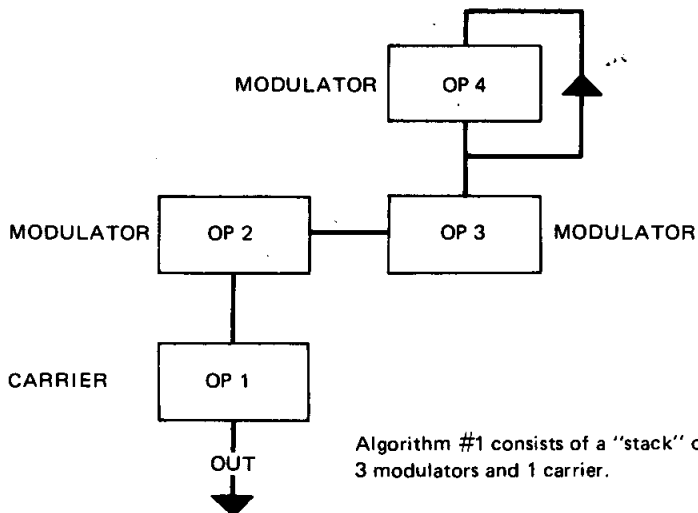 MODULATOR
OP 4
MODULATOR
OP 2
OP 3
MODULATOR
CARRIER
OP 1
OUT
Algorithm #1 consists of a "stack"
3 modulators and 1 carrier.